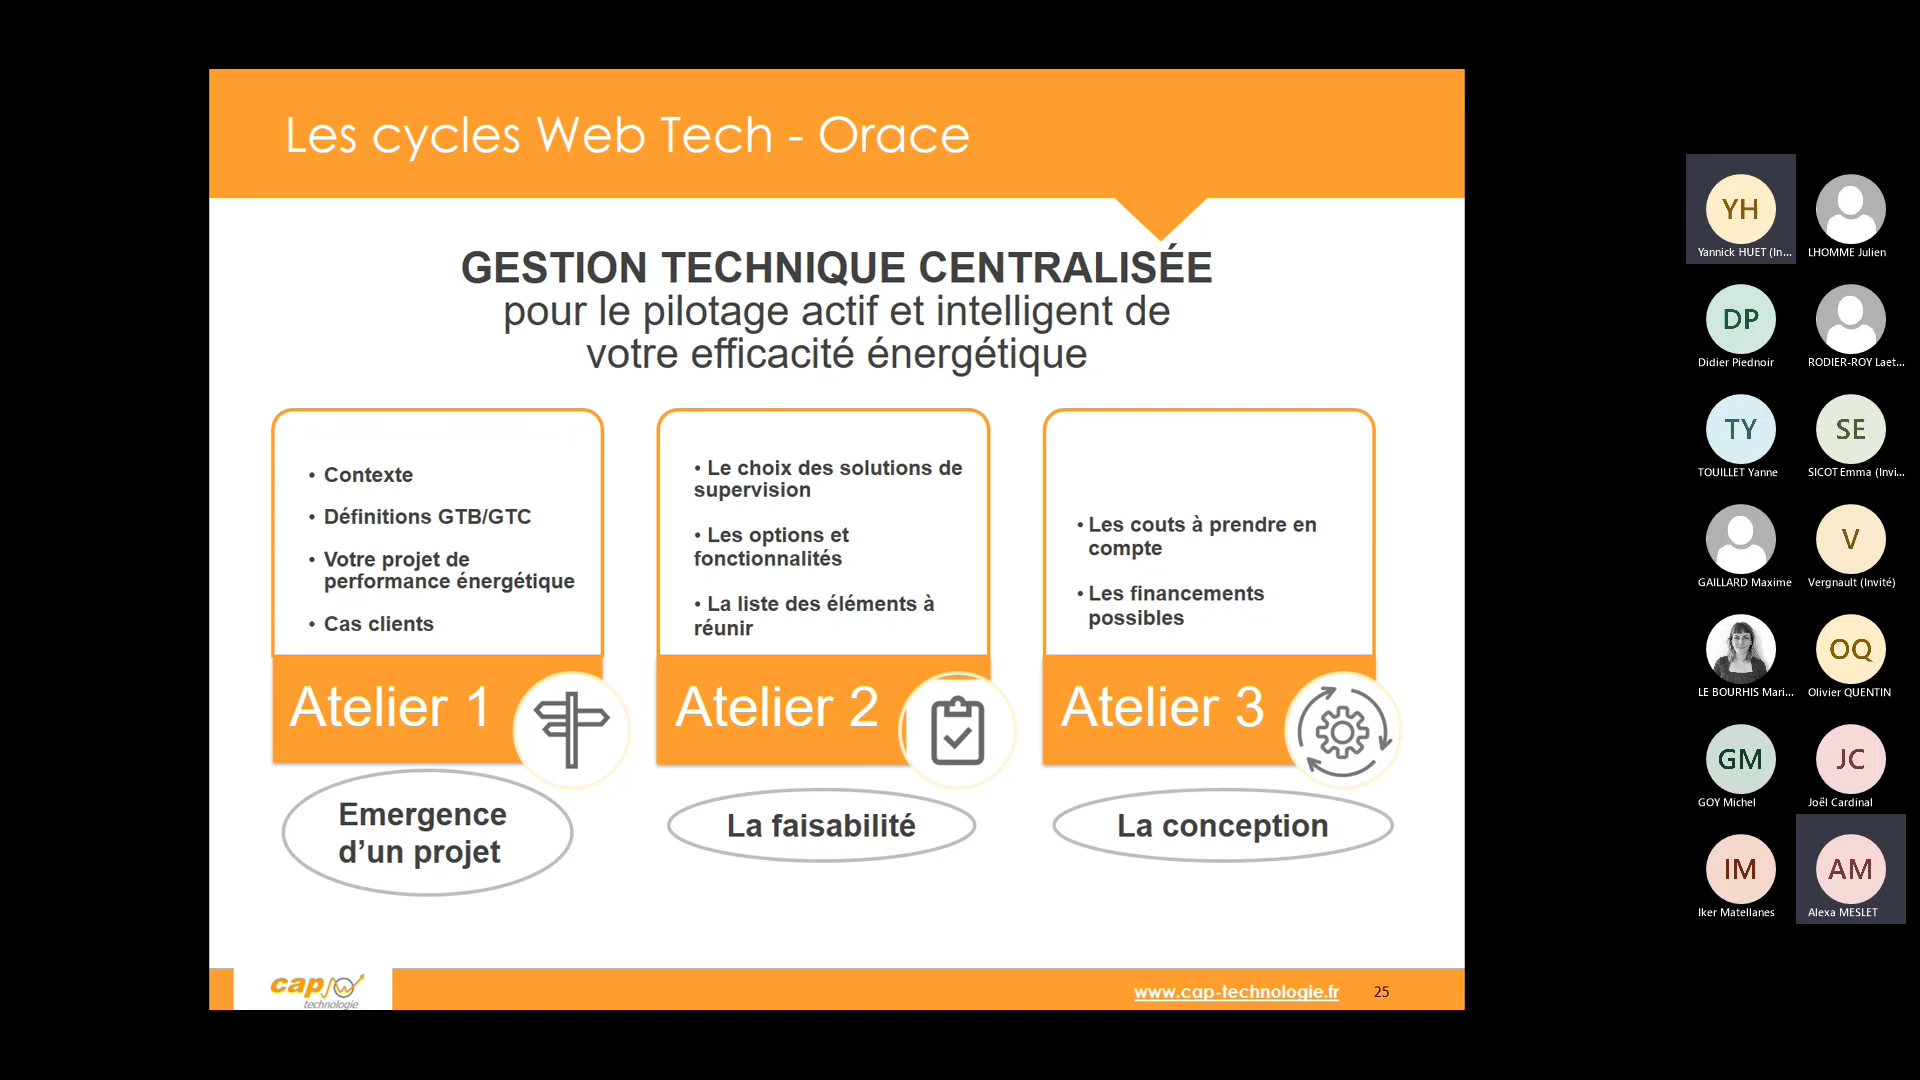 Les cycles Web Tech - Orace
GESTION TECHNIQUE CENTRALISÉE
pour le pilotage actif et intelligent de
votre efficacité énergétique
• Contexte
• Définitions GTB/GTC
• Votre projet de
performance énergétique
• Cas clients
Atelier 1
Emergence
d’un projet
• Le choix des solutions de
supervision
• Les options et
fonctionnalités
• La liste des éléments à
réunir
Atelier 2
La faisabilité
• Les couts à prendre en
compte
• Les financements
possibles
Atelier 3
La conception
cap
technologie
www.cap-technologie.fr
25
YH
Yannick HUET (In...
LHOMME Julien
DP
Didier Piednoir
RODIER-ROY Laet...
TY
TOUILLET Yanne
SE
SICOT Emma (Invi...
GAILLARD Maxime
V
Vergnault (Invité)
LE BOURHIS Mari...
OQ
Olivier QUENTIN
GM
GOY Michel
JC
Joël Cardinal
IM
Iker Matellanes
AM
Alexa MESLET